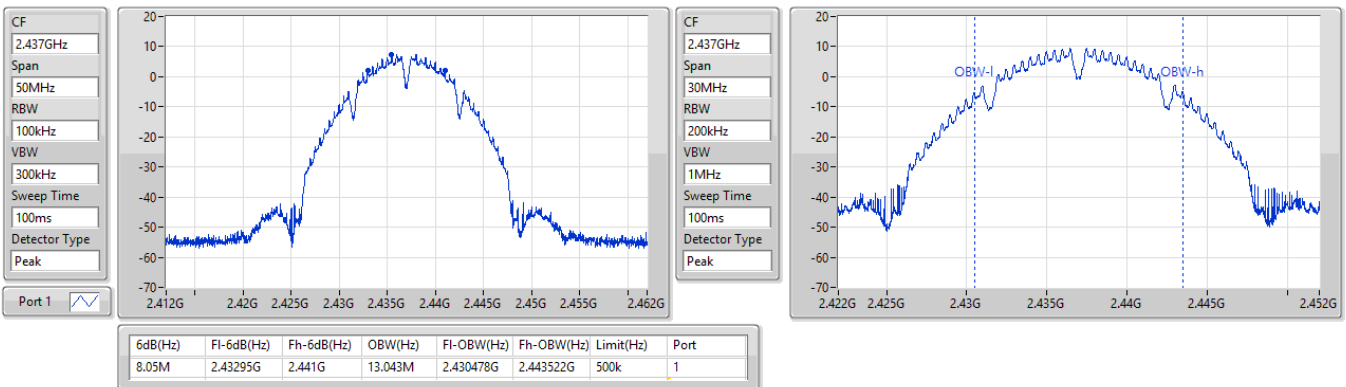 CF
2.437GHz
Span
50MHz
RBW
100kHz
VBW
300kHz
Sweep Time
100ms
Detector Type
Peak
Port 1
20
10
0
-10
-20
-30
-40
-50
-60
-70
2.412G 2.42G 2.425G 2.43G 2.435G 2.44G 2.445G 2.45G 2.455G 2.462G
CF
2.437GHz
Span
30MHz
RBW
200kHz
VBW
1MHz
Sweep Time
100ms
Detector Type
Peak
20
10
0
-10
-20
-30
-40
-50
-60
-70
OBW-l OBW-h
2.422G 2.425G 2.43G 2.435G 2.44G 2.445G 2.452G
6dB(Hz) Fl-6dB(Hz) Fh-6dB(Hz) OBW(Hz) Fl-OBW(Hz) Fh-OBW(Hz) Limit(Hz) Port
8.05M 2.43295G 2.441G 13.043M 2.430478G 2.443522G 500k 1